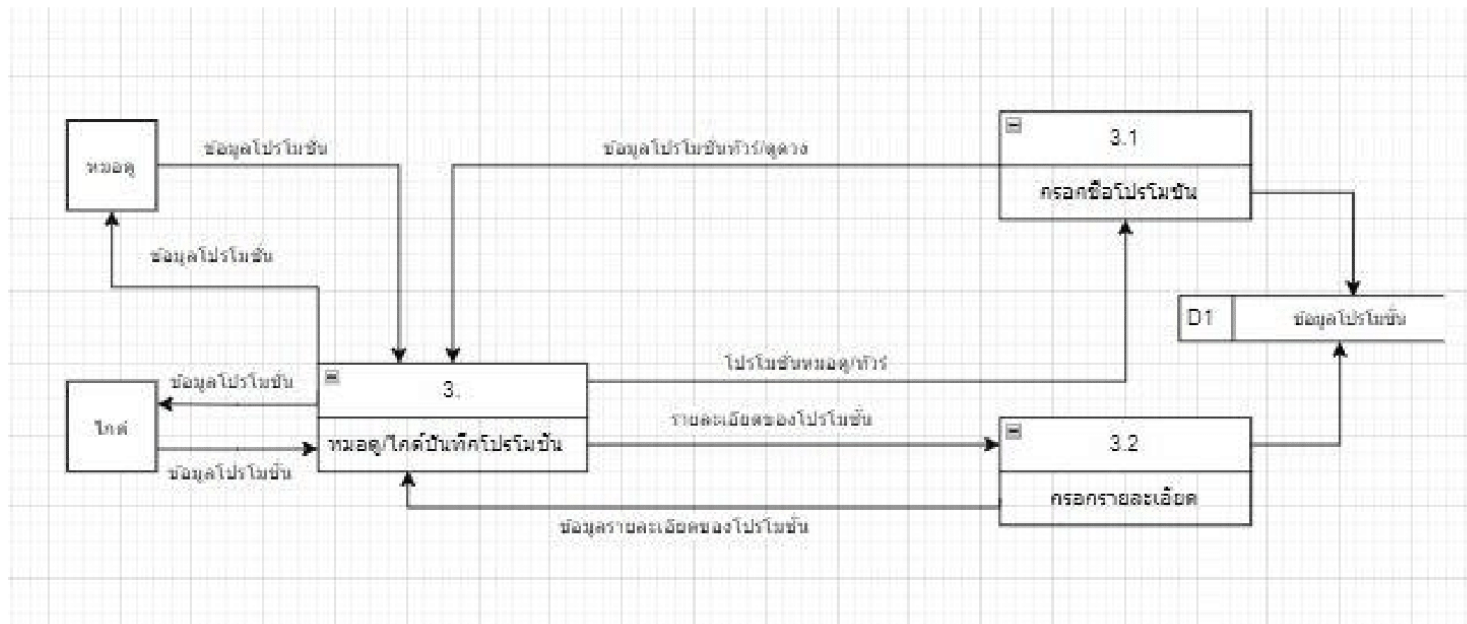 หมอดู
ข้อมูลโปรโมชั่น
ข้อมูลโปรโมชั่นทัวร์/ดูดวง
3.1
กรอกชื่อโปรโมชั่น
ข้อมูลโปรโมชั่น
D1
ข้อมูลโปรโมชั่น
โปรโมชั่นหมอดู/ทัวร์
ไกด์
ข้อมูลโปรโมชั่น
ข้อมูลโปรโมชั่น
3.
หมอดู/ไกด์บันทึกโปรโมชั่น
รายละเอียดของโปรโมชั่น
3.2
กรอกรายละเอียด
ข้อมูลรายละเอียดของโปรโมชั่น